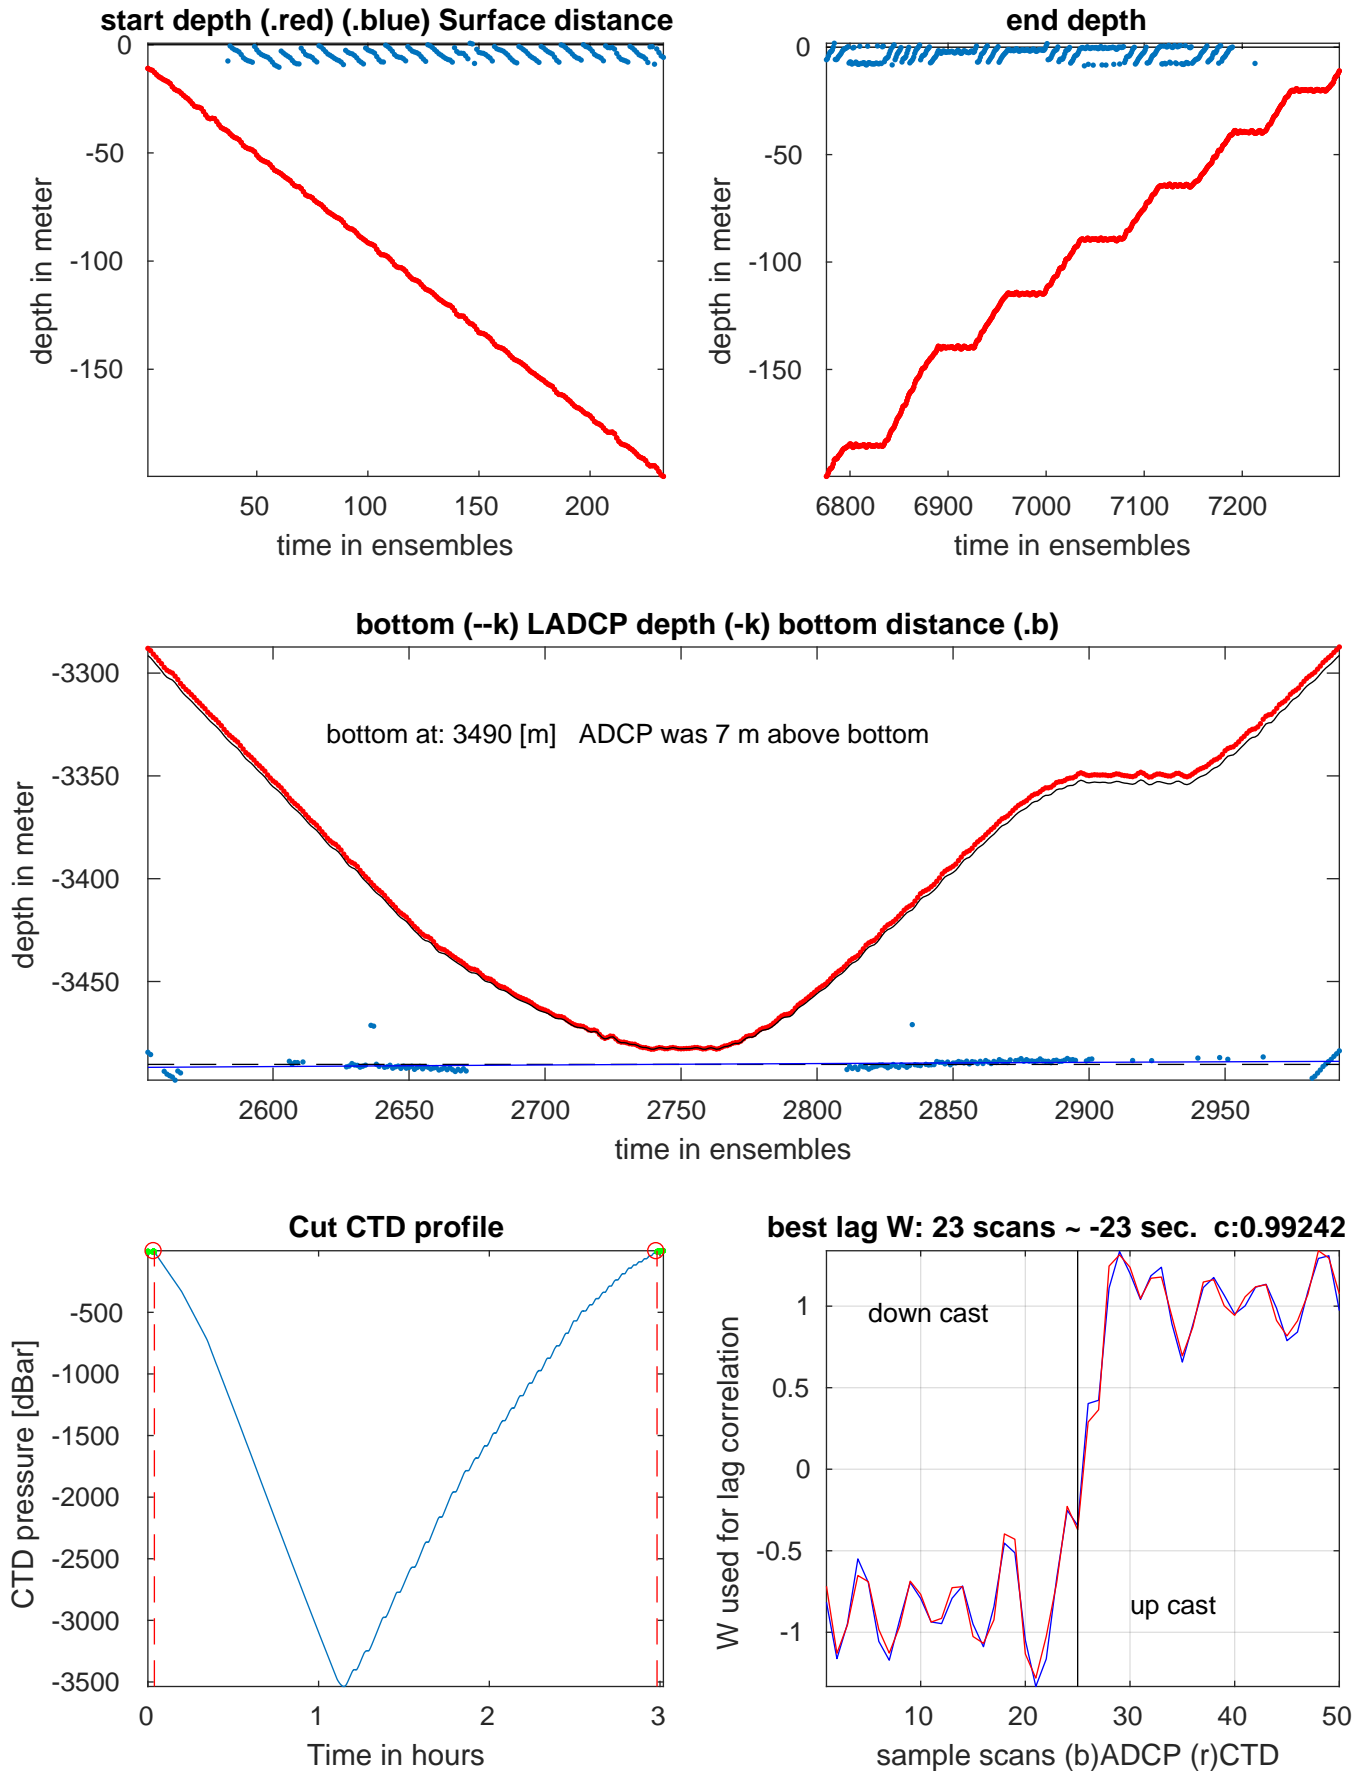 start depth (.red) (.blue) Surface distance
0
-50
-100
-150
depth in meter
50
100
150
200
time in ensembles
end depth
0
-50
-100
-150
depth in meter
6800
6900
7000
7100
7200
time in ensembles
bottom (--k) LADCP depth (-k) bottom distance (.b)
-3300
-3350
-3400
-3450
depth in meter
bottom at: 3490 [m] ADCP was 7 m above bottom
2600
2650
2700
2750
2800
2850
2900
2950
time in ensembles
Cut CTD profile
-500
-1000
-1500
-2000
-2500
-3000
-3500
CTD pressure [dBar]
0
1
2
3
Time in hours
best lag W: 23 scans ~ -23 sec. c:0.99242
1
0.5
0
-0.5
-1
W used for lag correlation
down cast
up cast
10
20
30
40
50
sample scans (b)ADCP (r)CTD